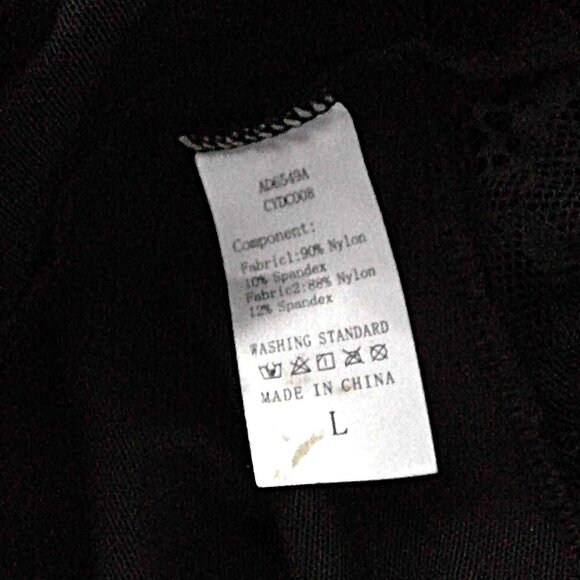 AD6549A
CYDC008
Component:
Fabric1:90% Nylon
10% Spandex
Fabric2:88% Nylon
12% Spandex
WASHING STANDARD
MADE IN CHINA
L